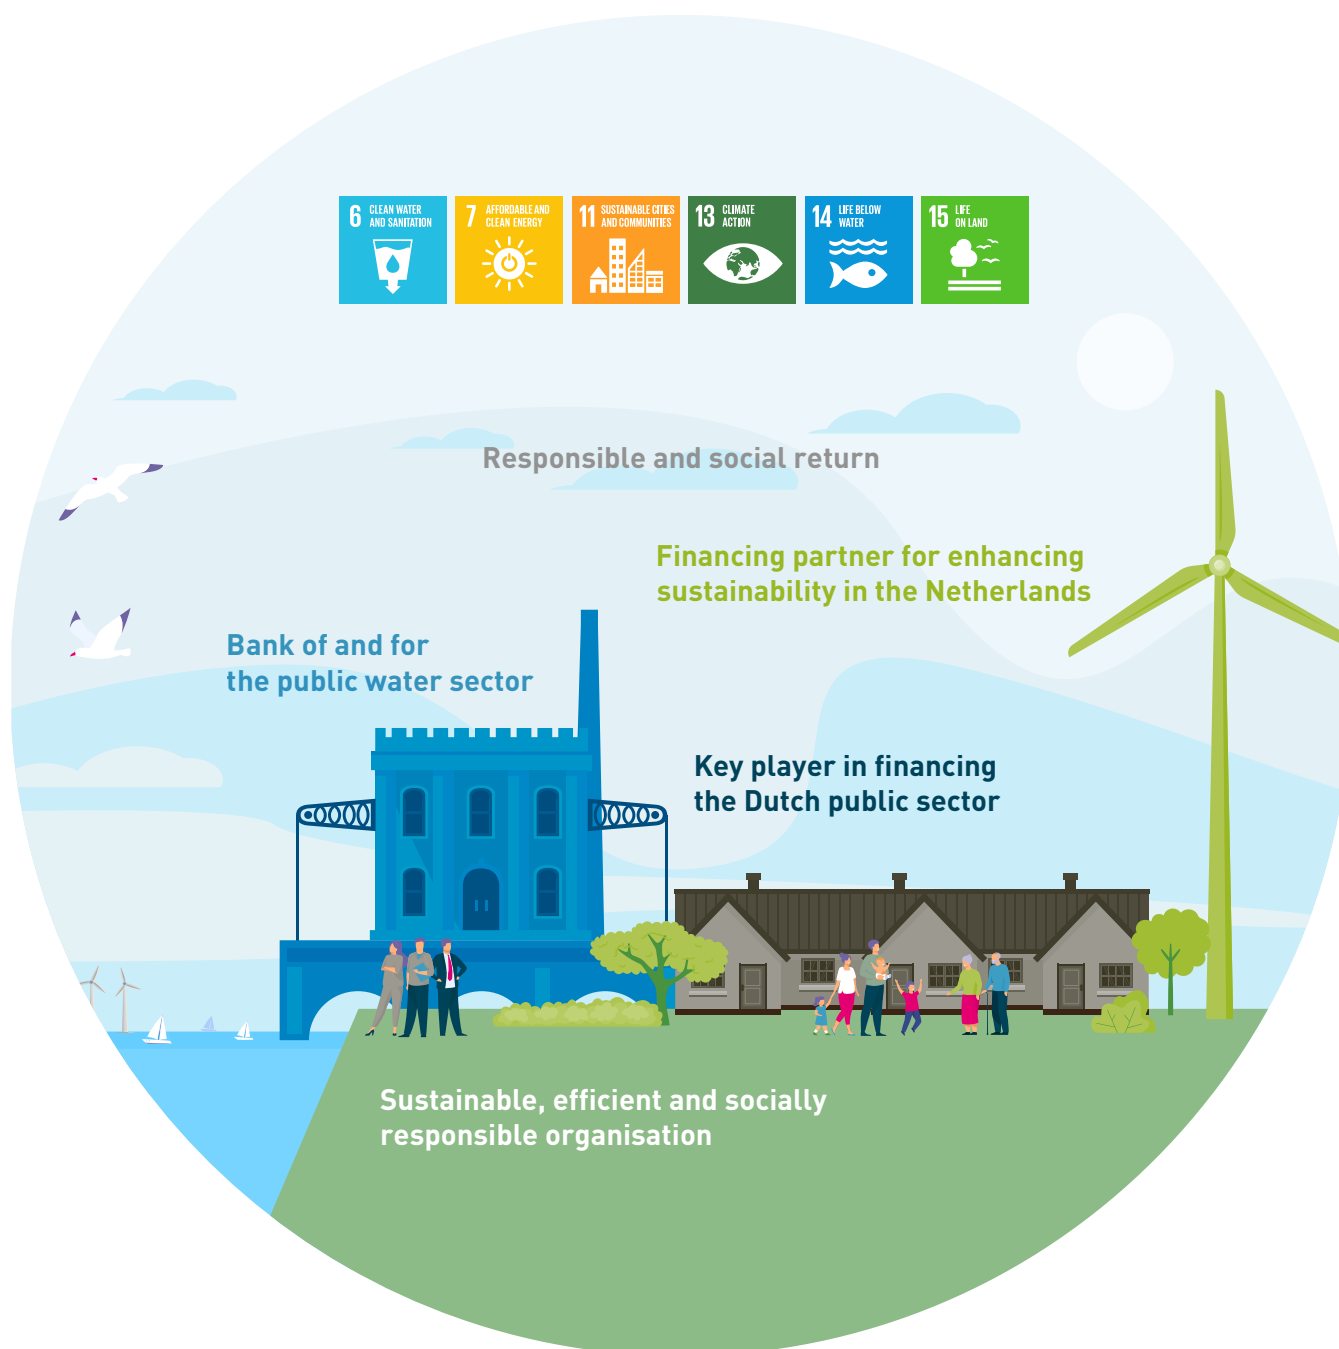 6 CLEAN WATER
AND SANITATION
7 AFFORDABLE AND
CLEAN ENERGY
11 SUSTAINABLE CITIES
AND COMMUNITIES
13 CLIMATE
ACTION
14 LIFE BELOW
WATER
15 LIFE
ON LAND
Responsible and social return
Financing partner for enhancing
sustainability in the Netherlands
Bank of and for
the public water sector
Key player in financing
the Dutch public sector
Sustainable, efficient and socially
responsible organisation